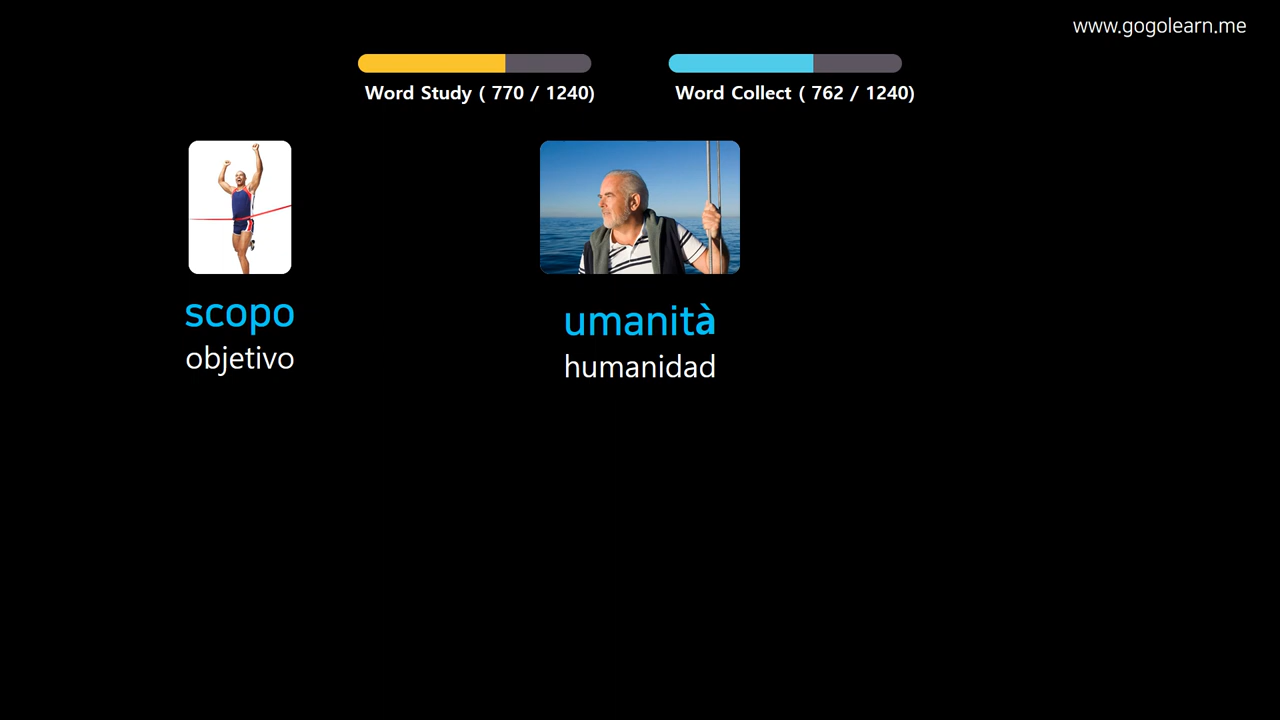 www.gogolearn.me
Word Study ( 770 / 1240)
Word Collect ( 762 / 1240)
scopo
objetivo
umanità
humanidad